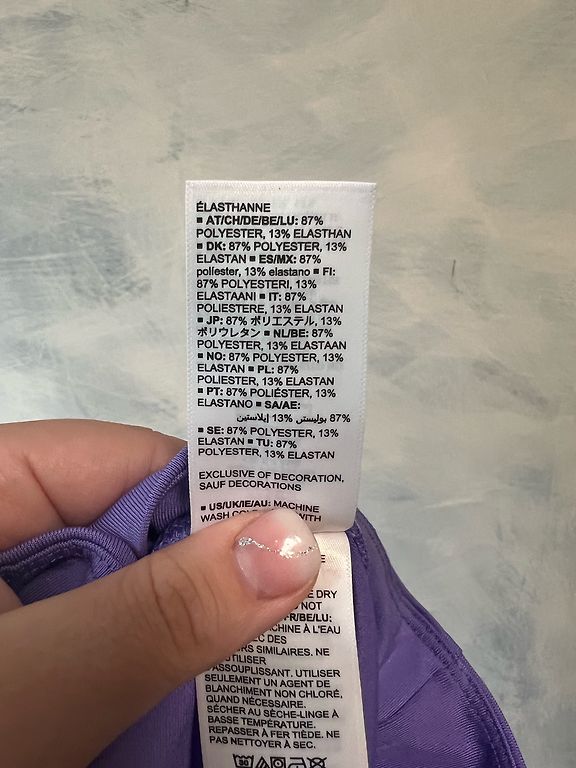 ÉLASTHANNE
■ AT/CH/DE/BE/LU: 87%
POLYESTER, 13% ELASTHAN
■ DK: 87% POLYESTER, 13%
ELASTAN ■ ES/MX: 87%
poliéster, 13% elastano ■ FI:
87% POLYESTERI, 13%
ELASTAANI ■ IT: 87%
POLIESTERE, 13% ELASTAN
■ JP: 87% ポリエステル, 13%
ポリウレタン ■ NL/BE: 87%
POLYESTER, 13% ELASTAAN
■ NO: 87% POLYESTER, 13%
ELASTAN ■ PL: 87%
POLIESTER, 13% ELASTAN
■ PT: 87% POLIÉSTER, 13%
ELASTANO ■ SA/AE:
87% بوليستر, 13% إيلاستين
■ SE: 87% POLYESTER, 13%
ELASTAN ■ TU: 87%
POLYESTER, 13% ELASTAN
EXCLUSIVE OF DECORATION,
SAUF DECORATIONS
■ US/UK/IE/AU: MACHINE
WASH WITH
DRY
NOT
FR/BE/LU:
À L'EAU
DES
SIMILAIRES. NE
UTILISER
UTILISER
SEULEMENT UN AGENT DE
BLANCHIMENT NON CHLORÉ,
QUAND NÉCESSAIRE.
SÉCHER AU SÈCHE-LINGE À
BASSE TEMPÉRATURE.
REPASSER À FER TIÈDE. NE
PAS NETTOYER À SEC.
30